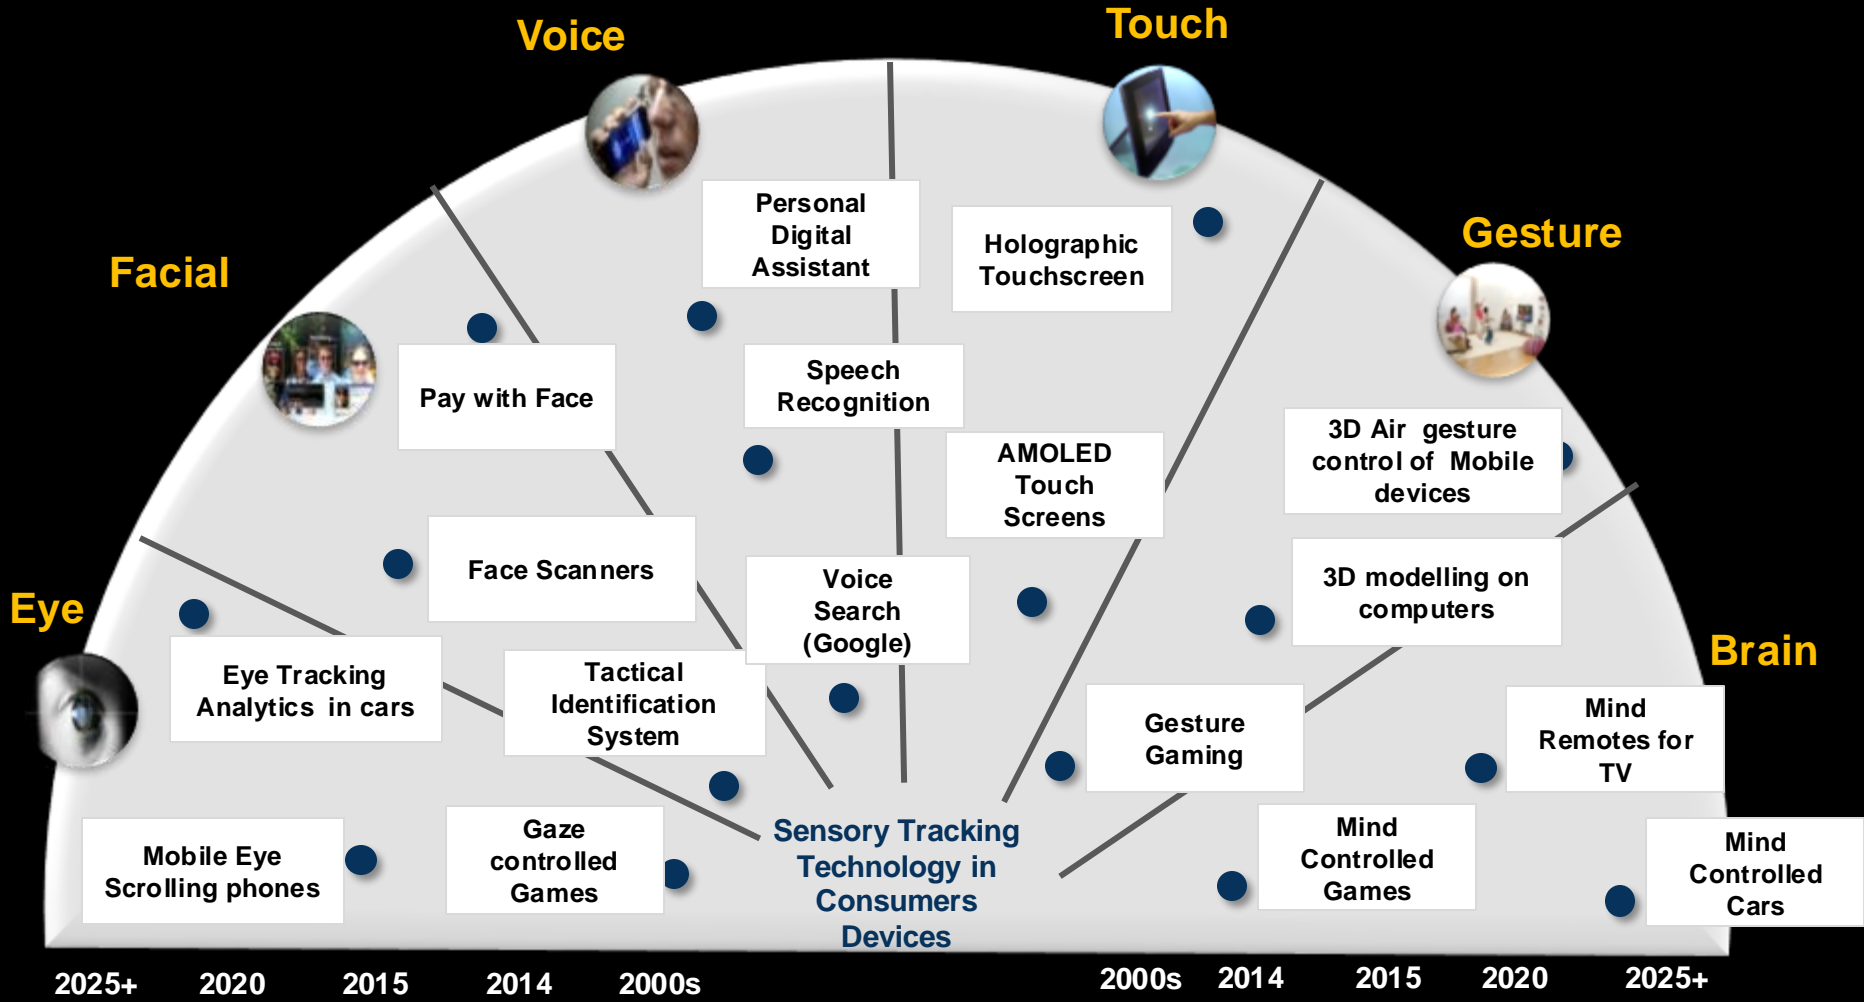 Voice
Touch
Facial
Gesture
Eye
Brain
Personal
Digital
Assistant
Holographic
Touchscreen
Pay with Face
Speech
Recognition
3D Air gesture
control of Mobile
devices
AMOLED
Touch
Screens
Face Scanners
Voice
Search
(Google)
3D modelling on
computers
Eye Tracking
Analytics in cars
Tactical
Identification
System
Gesture
Gaming
Mind
Remotes for
TV
Mobile Eye
Scrolling phones
Gaze
controlled
Games
Sensory Tracking
Technology in
Consumers
Devices
Mind
Controlled
Games
Mind
Controlled
Cars
2025+ 2020 2015 2014 2000s 2000s 2014 2015 2020 2025+